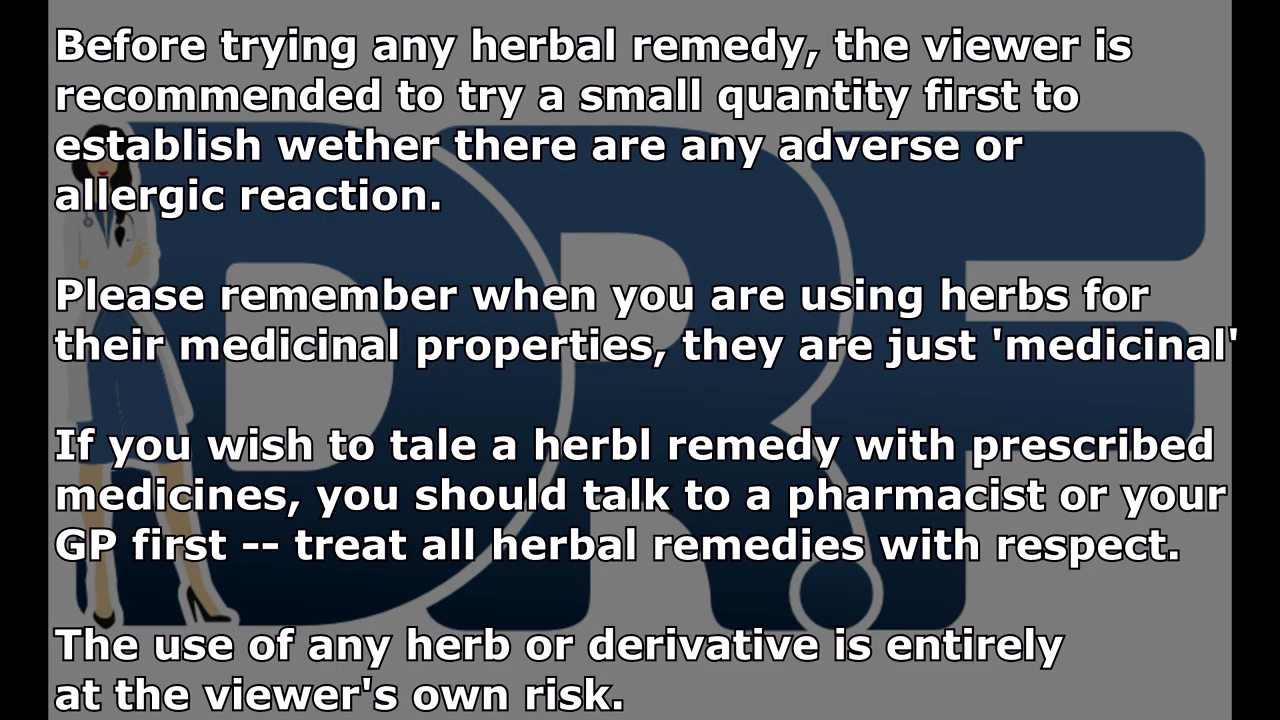 Before trying any herbal remedy, the viewer is
recommended to try a small quantity first to
establish wether there are any adverse or
allergic reaction.
Please remember when you are using herbs for
their medicinal properties, they are just 'medicinal'
If you wish to tale a herbl remedy with prescribed
medicines, you should talk to a pharmacist or your
GP first -- treat all herbal remedies with respect.
The use of any herb or derivative is entirely
at the viewer's own risk.
DRF